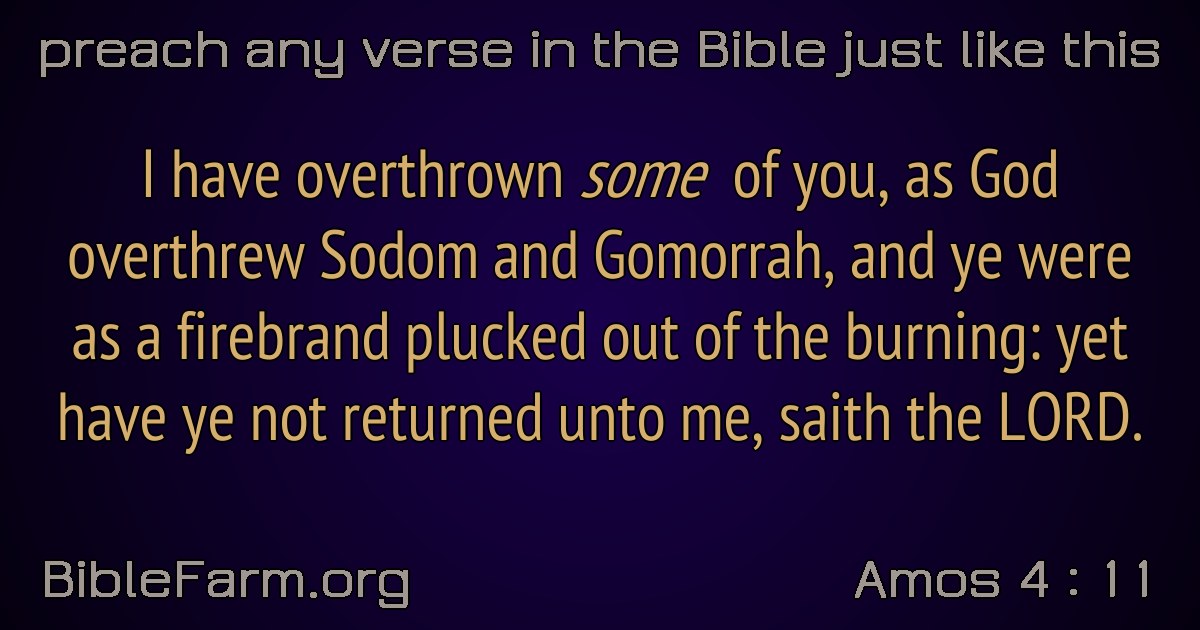 preach any verse in the Bible just like this
I have overthrown some of you, as God
overthrew Sodom and Gomorrah, and ye were
as a firebrand plucked out of the burning: yet
have ye not returned unto me, saith the LORD.
BibleFarm.org
Amos 4 : 11